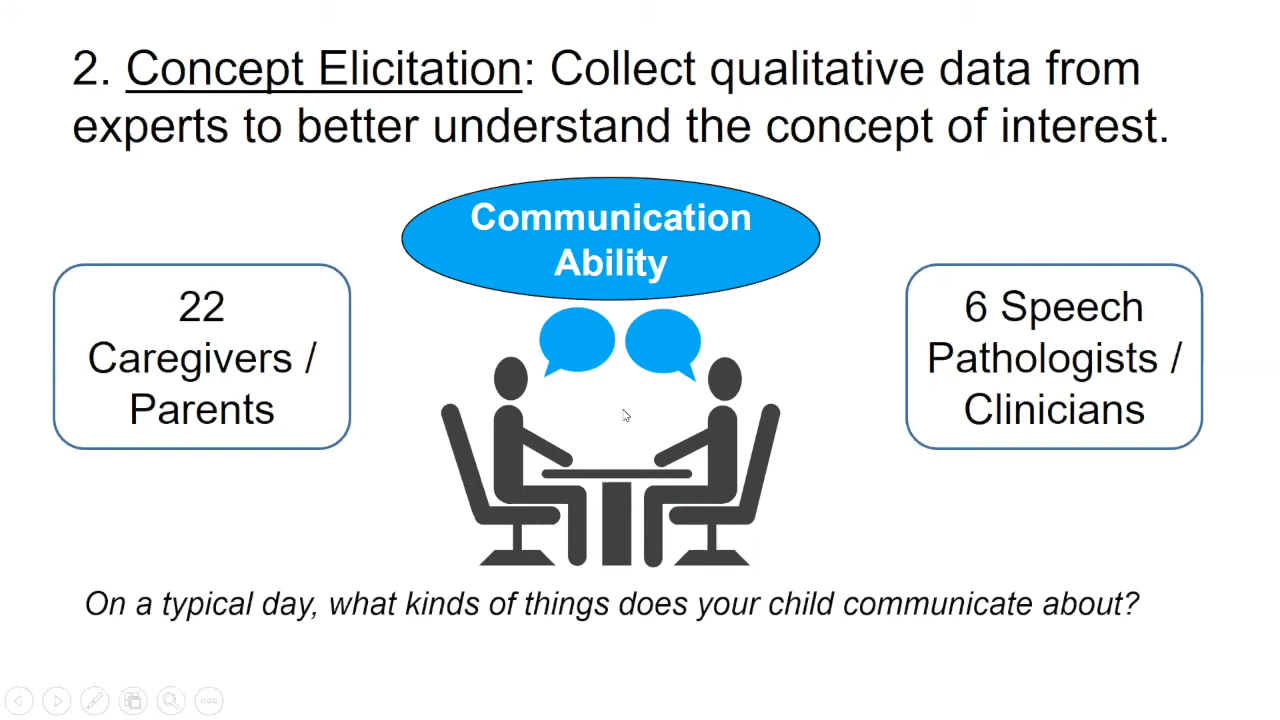 2. Concept Elicitation: Collect qualitative data from
experts to better understand the concept of interest.
Communication
Ability
22
Caregivers /
Parents
6 Speech
Pathologists /
Clinicians
On a typical day, what kinds of things does your child communicate about?